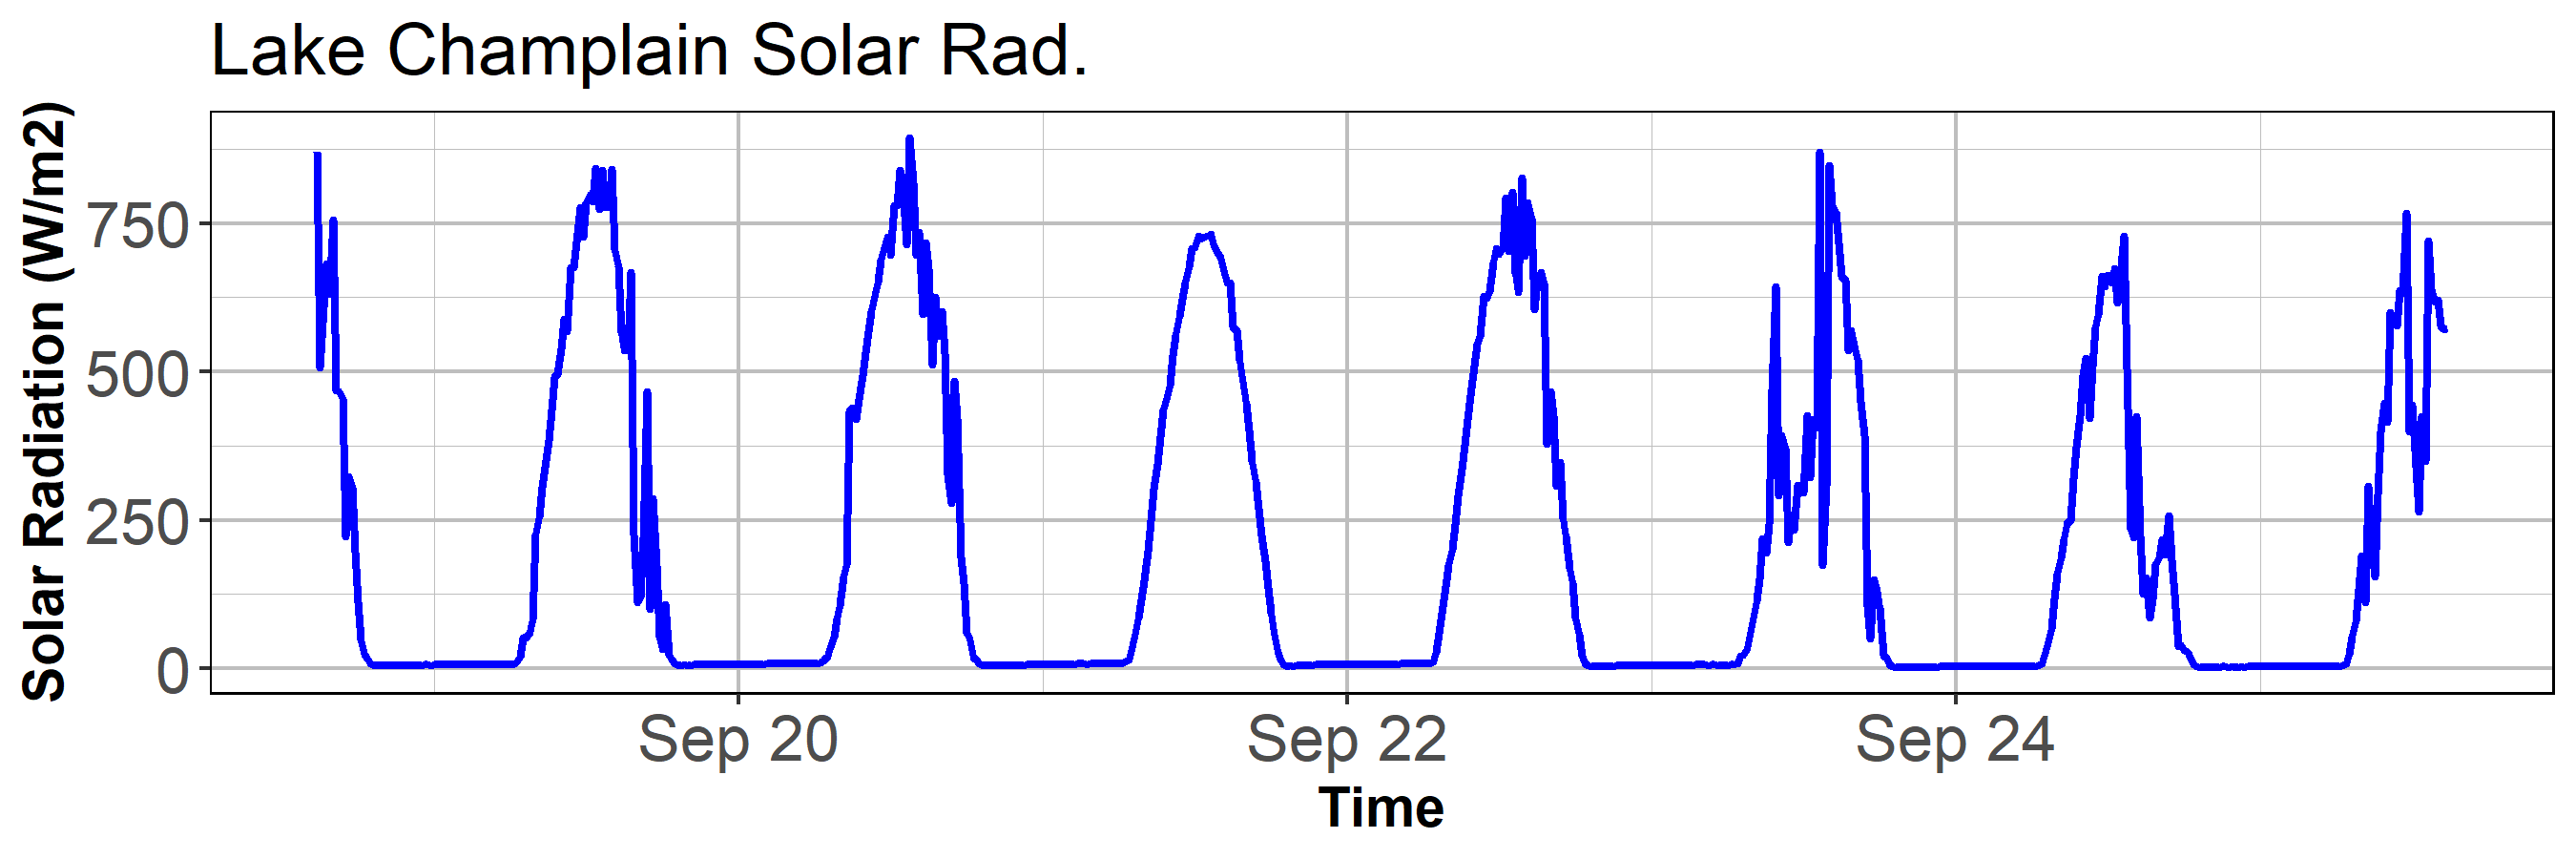 Lake Champlain Solar Rad.
Solar Radiation (W/m2)
750
500
250
0
Sep 20
Sep 22
Sep 24
Time